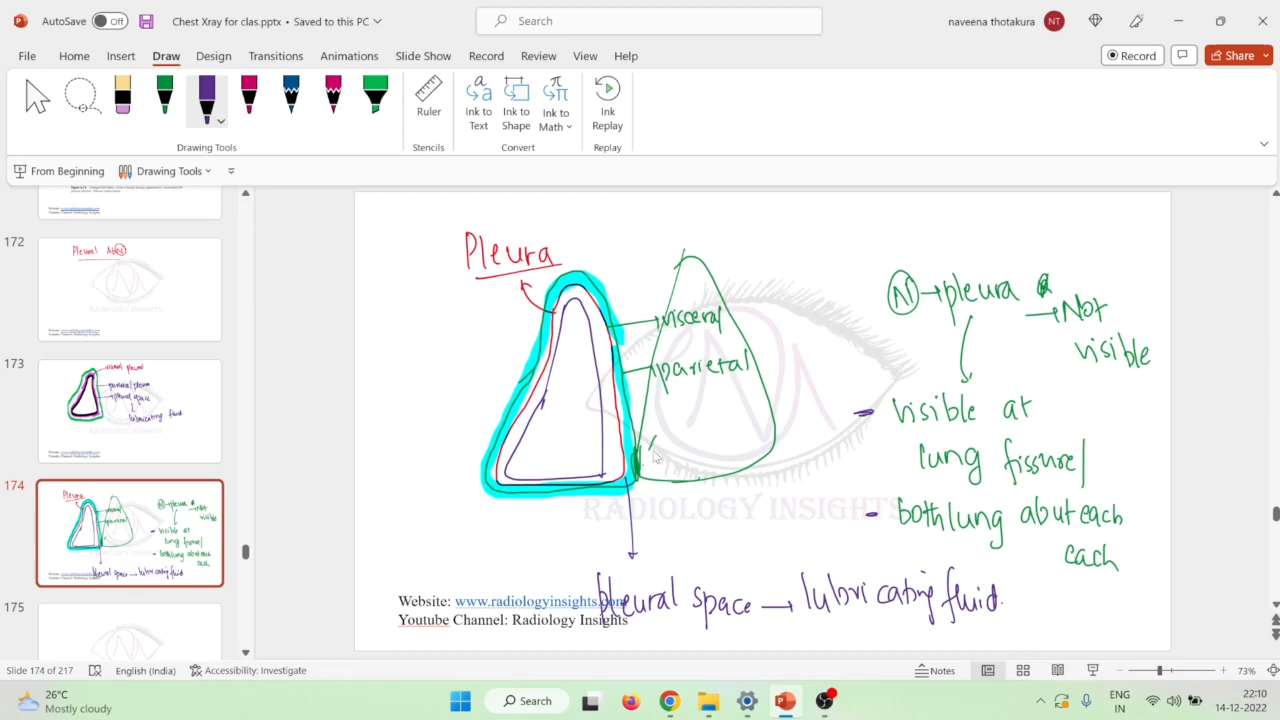 AutoSave Off Chest Xray for clas.pptx • Saved to this PC Search naveena thotakura NT
File Home Insert Draw Design Transitions Animations Slide Show Record Review View Help Record Share
Ruler
Ink to Text
Ink to Shape
Ink to Math
Ink Replay
Drawing Tools Stencils Convert Replay
From Beginning Drawing Tools
172
173
174
175
Pleura
visceral
parietal
N → pleura
→ Not
visible
- visible at
lung fissure/
- both lung abut each
each
RADIOLOGY INSIGHTS
pleural space → lubricating fluid.
Website: www.radiologyinsights.com
Youtube Channel: Radiology Insights
Slide 174 of 217 English (India) Accessibility: Investigate Notes 73%
26°C
Mostly cloudy
Search
ENG
IN
22:10
14-12-2022